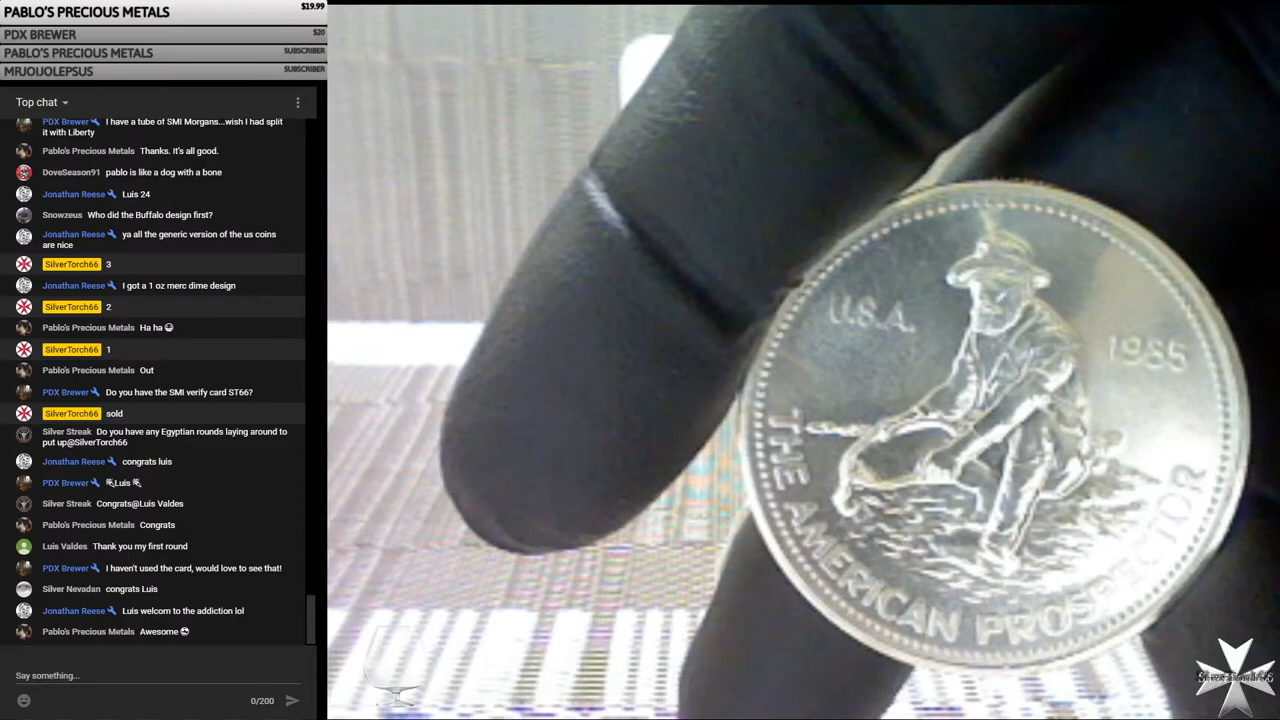 PABLO'S PRECIOUS METALS $19.99
PDX BREWER $20
PABLO'S PRECIOUS METALS SUBSCRIBER
MRJOIJOLEPSUS SUBSCRIBER
Top chat
PDX Brewer I have a tube of SMI Morgans...wish I had split
it with Liberty
Pablo's Precious Metals Thanks. It's all good.
DoveSeason91 pablo is like a dog with a bone
Jonathan Reese Luis 24
Snowzeus Who did the Buffalo design first?
Jonathan Reese ya all the generic version of the us coins
are nice
SilverTorch66 3
Jonathan Reese I got a 1 oz merc dime design
SilverTorch66 2
Pablo's Precious Metals Ha ha 😀
SilverTorch66 1
Pablo's Precious Metals Out
PDX Brewer Do you have the SMI verify card ST66?
SilverTorch66 sold
Silver Streak Do you have any Egyptian rounds laying around to
put up@SilverTorch66
Jonathan Reese congrats luis
PDX Brewer Luis
Silver Streak Congrats@Luis Valdes
Pablo's Precious Metals Congrats
Luis Valdes Thank you my first round
PDX Brewer I haven't used the card, would love to see that!
Silver Nevadan congrats Luis
Jonathan Reese Luis welcom to the addiction lol
Pablo's Precious Metals Awesome 😎
Say something...
0/200
U.S.A.
1985
THE AMERICAN PROSPECTOR